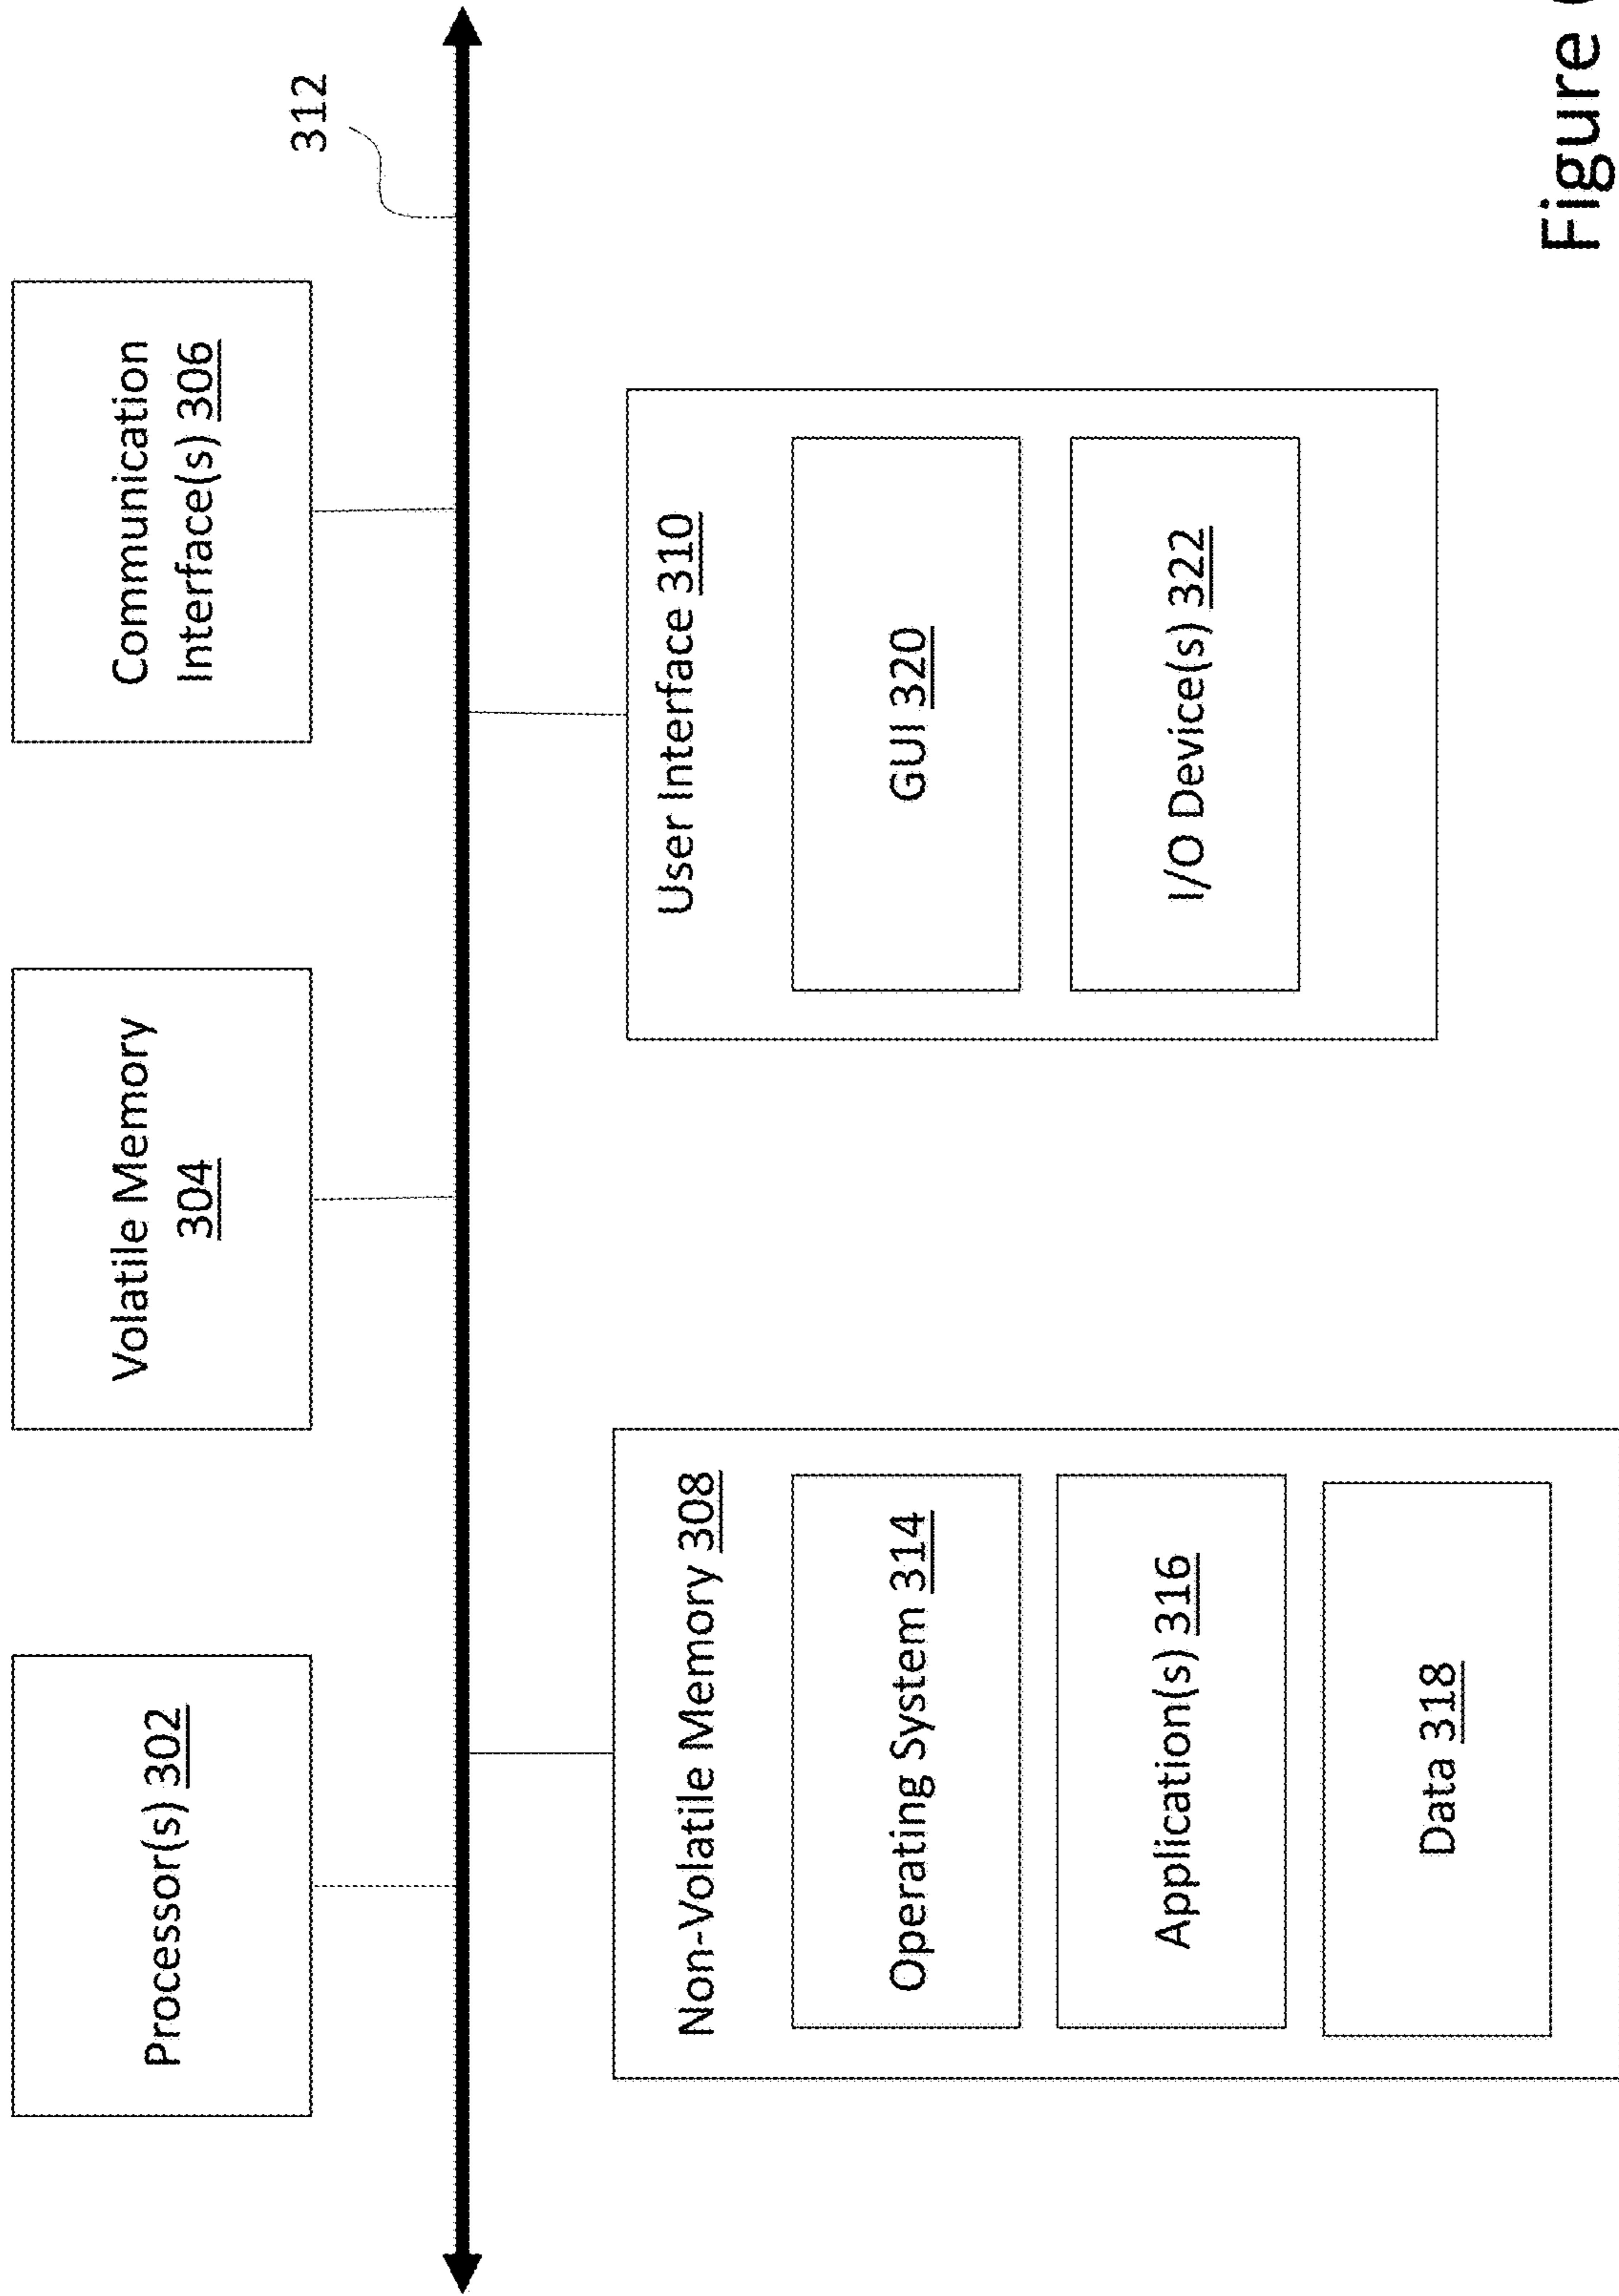 Processor(s) 302
Volatile Memory
304
Communication
Interface(s) 306
312
Non-Volatile Memory 308
Operating System 314
Application(s) 316
Data 318
User Interface 310
GUI 320
I/O Device(s) 322
Figure